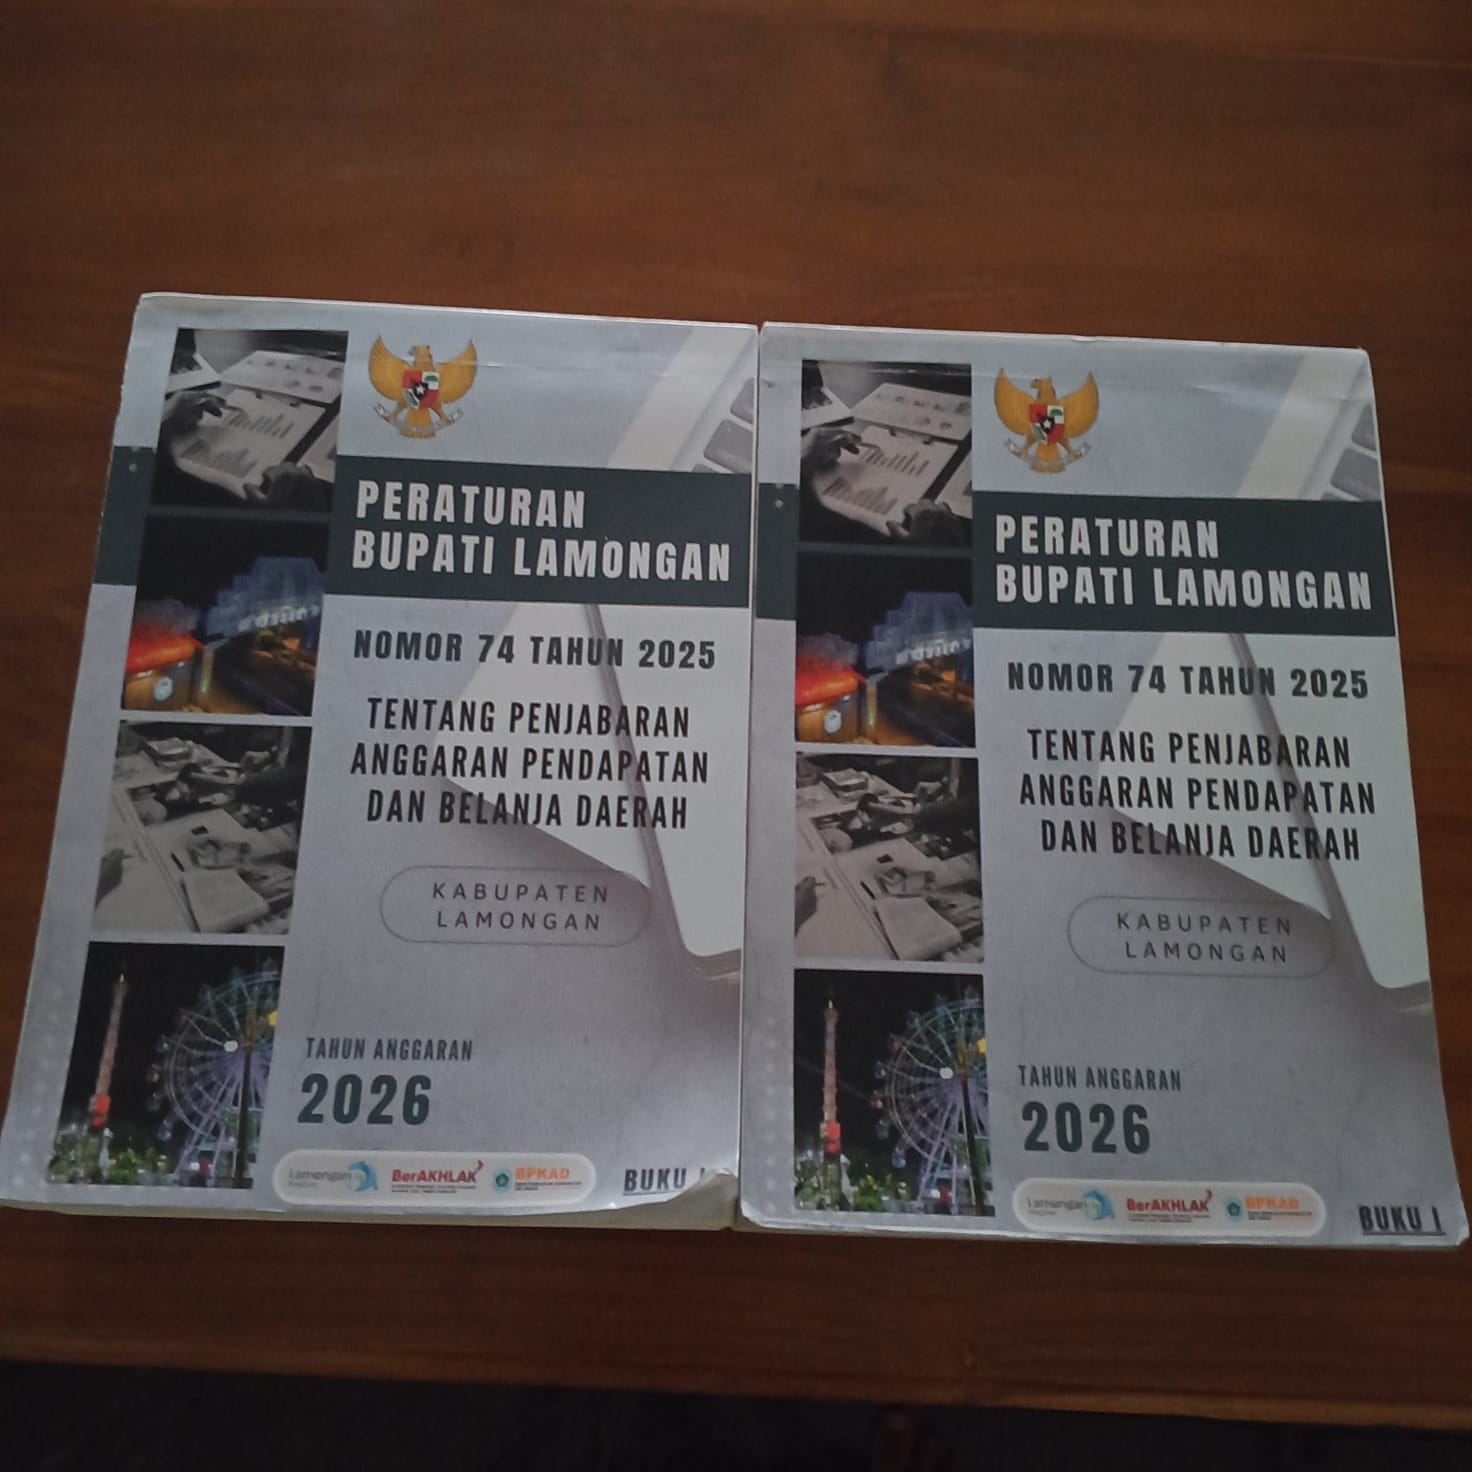 PERATURAN
BUPATI LAMONGAN
NOMOR 74 TAHUN 2025
TENTANG PENJABARAN
ANGGARAN PENDAPATAN
DAN BELANJA DAERAH
KABUPATEN
LAMONGAN
TAHUN ANGGARAN
2026
Lamongan
BerAKHLAK
BPKAD
BUKU
PERATURAN
BUPATI LAMONGAN
NOMOR 74 TAHUN 2025
TENTANG PENJABARAN
ANGGARAN PENDAPATAN
DAN BELANJA DAERAH
KABUPATEN
LAMONGAN
TAHUN ANGGARAN
2026
Lamongan
BerAKHLAK
BPKAD
BUKU I